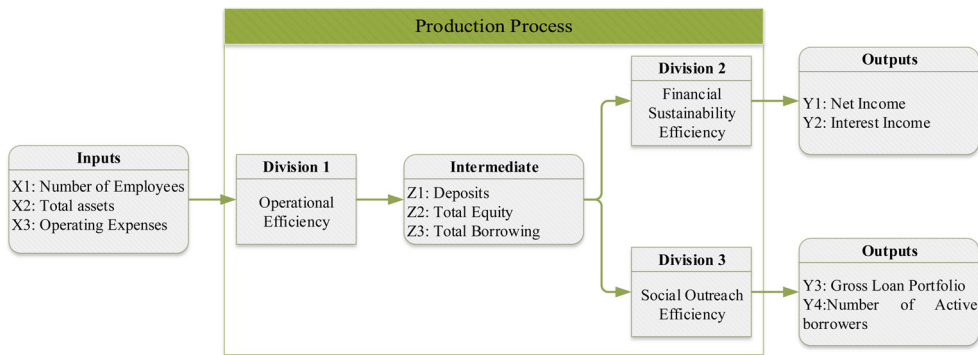 Production Process
Inputs
X1: Number of Employees
X2: Total assets
X3: Operating Expenses
Division 1
Operational
Efficiency
Intermediate
Z1: Deposits
Z2: Total Equity
Z3: Total Borrowing
Division 2
Financial
Sustainability
Efficiency
Outputs
Y1: Net Income
Y2: Interest Income
Division 3
Social Outreach
Efficiency
Outputs
Y3: Gross Loan Portfolio
Y4:Number of Active
borrowers